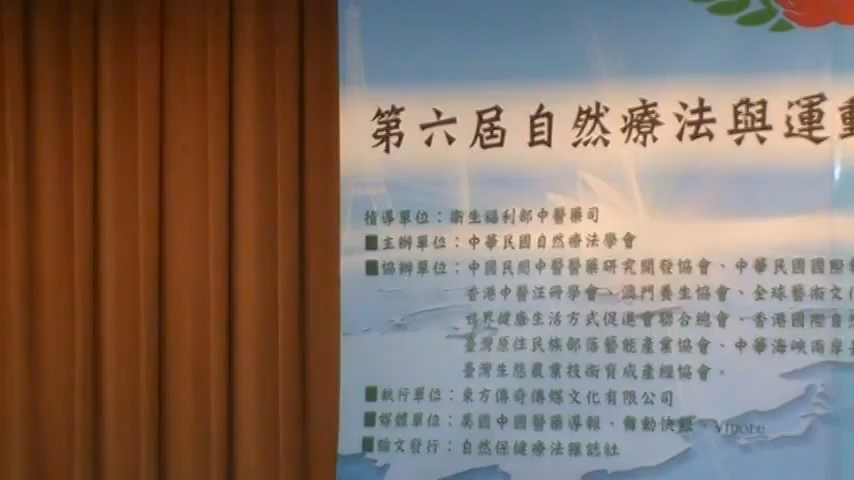 第六屆自然療法與運動
指導單位：衛生福利部中醫藥司
■主辦單位：中華民國自然療法學會
■協辦單位：中國民間中醫醫藥研究開發協會、中華民國國際
香港中醫注冊學會、澳門養生協會、全球藝術文化
世界健康生活方式促進會聯合總會、香港國際自然
臺灣原住民族部落藝能產業協會、中華海峽兩岸
臺灣生態農業技術育成產經協會。
■執行單位：東方傳奇傳媒文化有限公司
■媒體單位：美國中國醫藥導報、舞動快報、
■論文發行：自然保健療法雜誌社